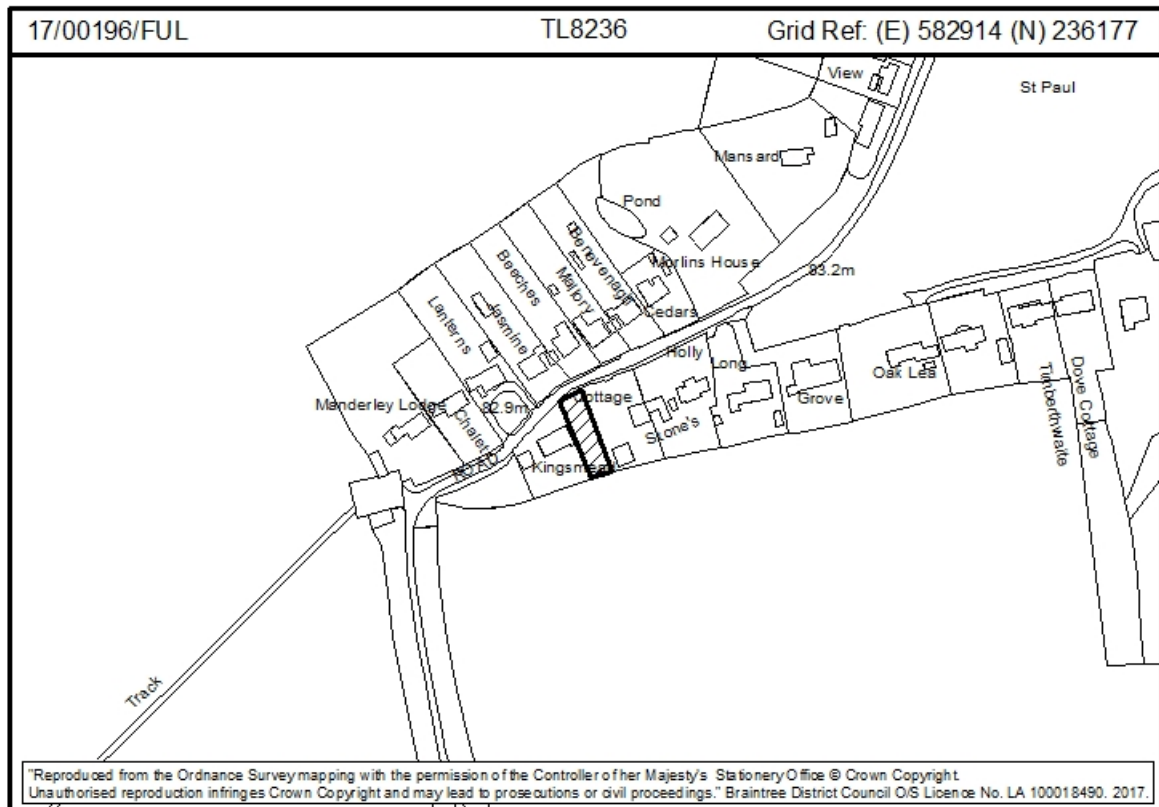 17/00196/FUL
TL8236
Grid Ref: (E) 582914 (N) 236177
View
St Paul
Mansard
Pond
Benevenagh
Morlins House
83.2m
Beeches
Mallory
Cedars
Lanterns
Jasmine
Holly
Long
Oak Lea
Manderley Lodge
Chalet
82.9m
Cottage
Stone's
Grove
Timberthwaite
Dove Cottage
ROAD
Kingsmead
Track
"Reproduced from the Ordnance Survey mapping with the permission of the Controller of her Majesty's Stationery Office © Crown Copyright.
Unauthorised reproduction infringes Crown Copyright and may lead to prosecutions or civil proceedings." Braintree District Council O/S Licence No. LA 100018490. 2017.